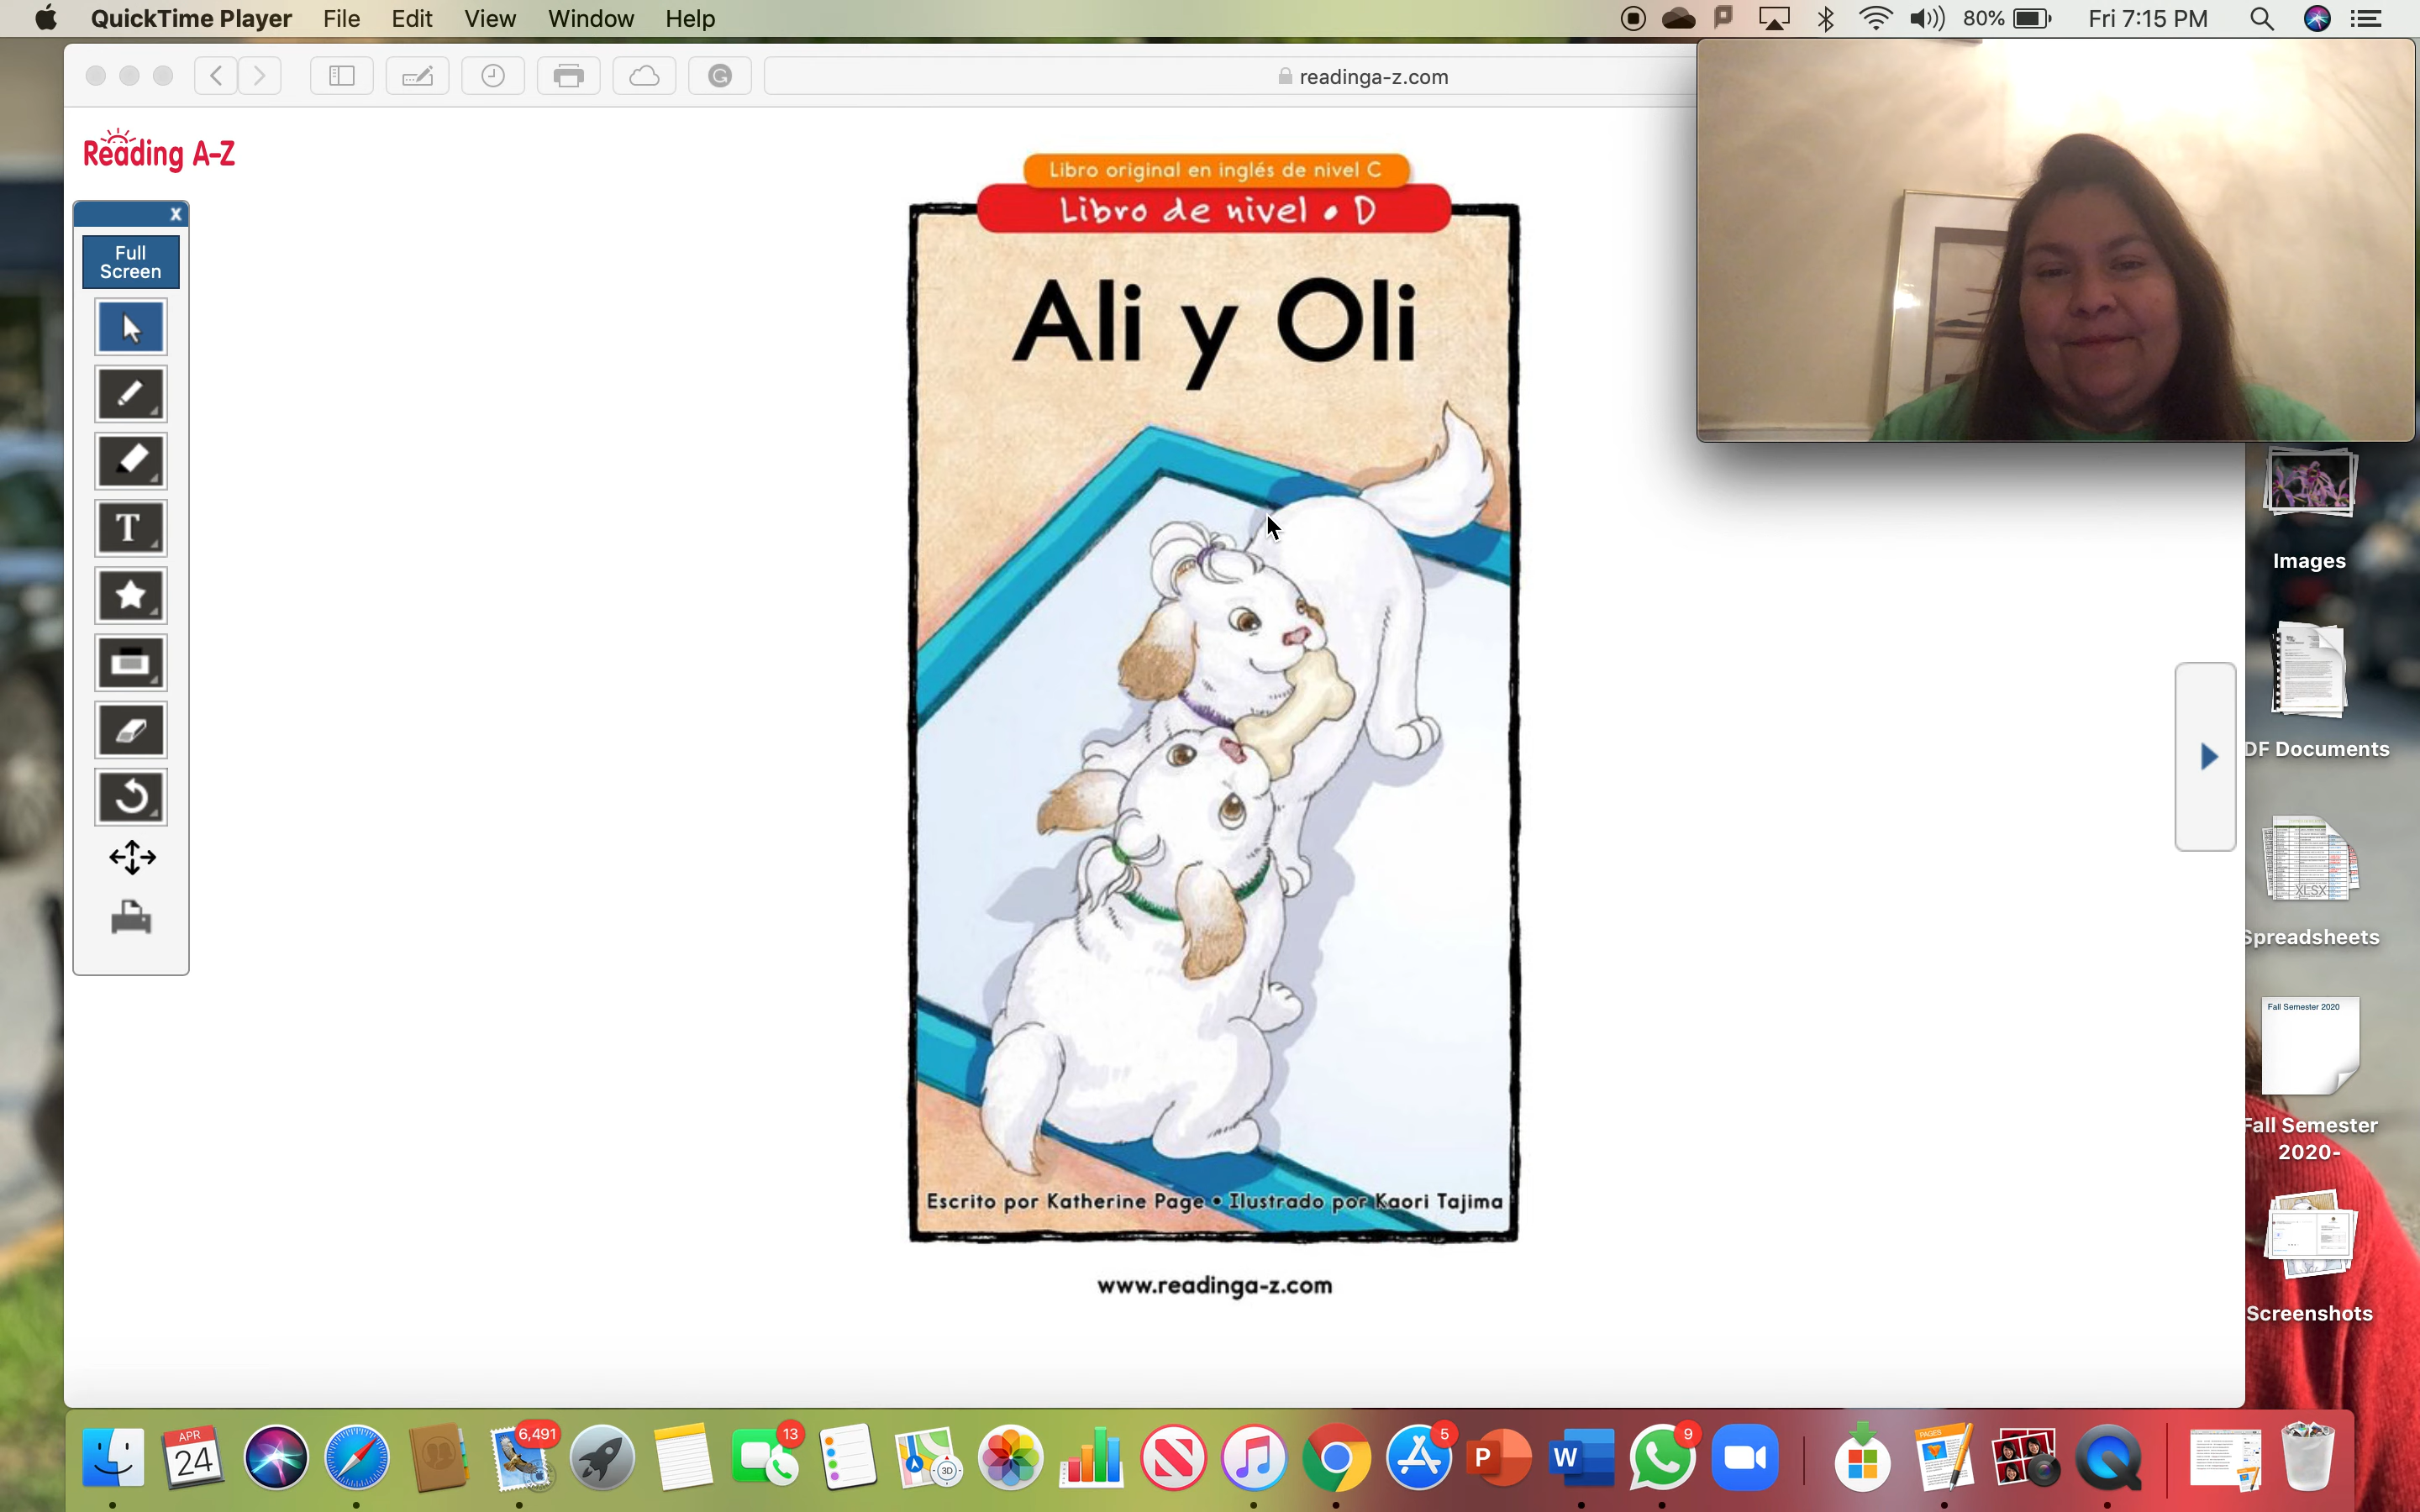 QuickTime Player File Edit View Window Help 80% Fri 7:15 PM
readinga-z.com
Reading A-Z
X
Full
Screen
T
Libro original en inglés de nivel C
Libro de nivel • D
Ali y Oli
Escrito por Katherine Page • Ilustrado por Kaori Tajima
www.readinga-z.com
Images
DF Documents
XLSX
Spreadsheets
Fall Semester 2020
Fall Semester
2020-
Screenshots
APR
24
6,491
13
3D
5
P
W
9
PAGES